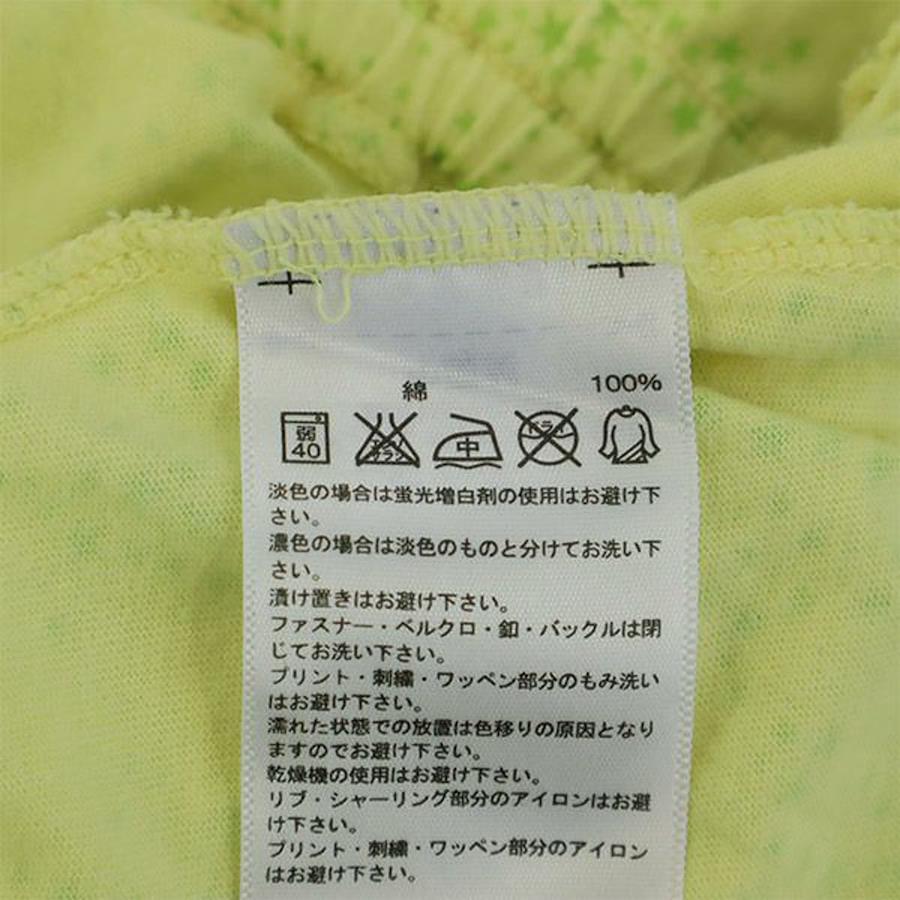 綿 100%
弱 40 エンソ サラシ 中 ドライ
淡色の場合は蛍光増白剤の使用はお避け下
さい。
濃色の場合は淡色のものと分けてお洗い下
さい。
漬け置きはお避け下さい。
ファスナー・ベルクロ・釦・バックルは閉
じてお洗い下さい。
プリント・刺繍・ワッペン部分のもみ洗い
はお避け下さい。
濡れた状態での放置は色移りの原因となり
ますのでお避け下さい。
乾燥機の使用はお避け下さい。
リブ・シャーリング部分のアイロンはお避
け下さい。
プリント・刺繍・ワッペン部分のアイロン
はお避け下さい。